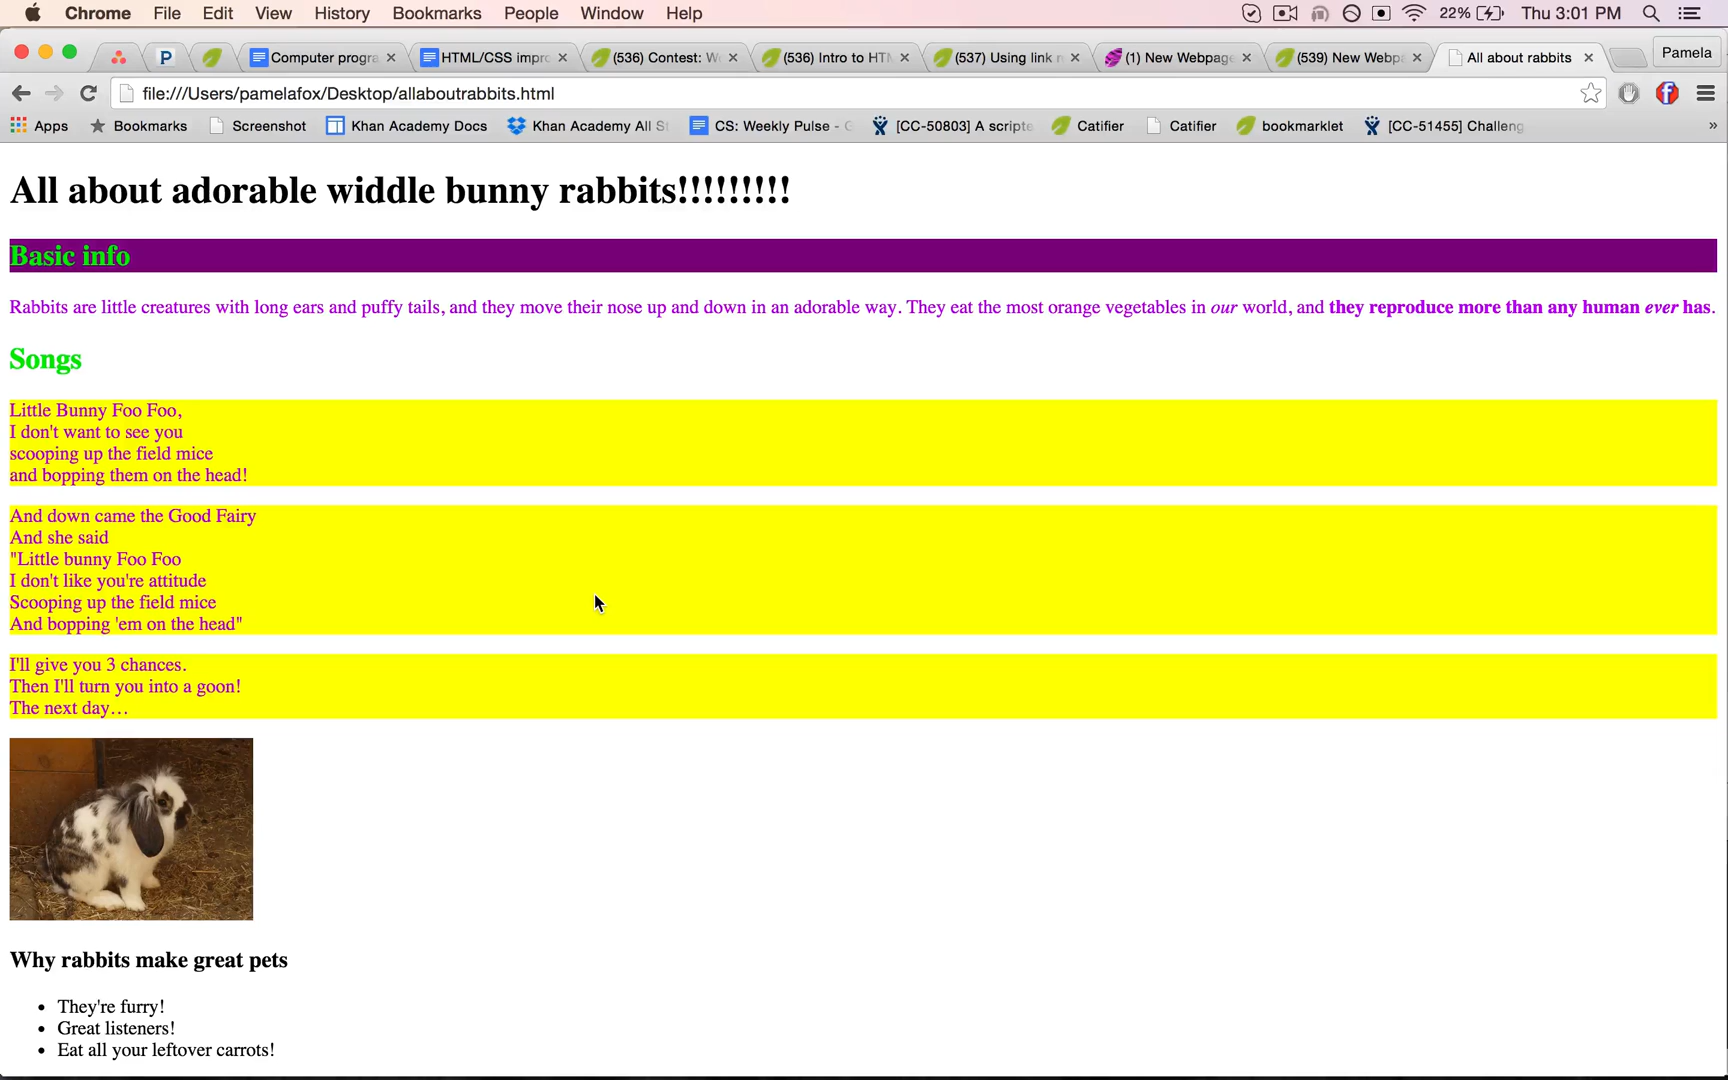 Chrome File Edit View History Bookmarks People Window Help 22% Thu 3:01 PM
Computer progra (536) HTML/CSS impro (536) Contest: W (536) Intro to HT (537) Using link (1) New Webpage (539) New Webp All about rabbits Pamela
file:///Users/pamelafox/Desktop/allaboutrabbits.html
Apps Bookmarks Screenshot Khan Academy Docs Khan Academy All S CS: Weekly Pulse - [CC-50803] A scripte Catifier Catifier bookmarklet [CC-51455] Challeng »
All about adorable widdle bunny rabbits!!!!!!!!!
Basic info
Rabbits are little creatures with long ears and puffy tails, and they move their nose up and down in an adorable way. They eat the most orange vegetables in our world, and they reproduce more than any human ever has.
Songs
Little Bunny Foo Foo,
I don't want to see you
scooping up the field mice
and bopping them on the head!
And down came the Good Fairy
And she said
"Little bunny Foo Foo
I don't like you're attitude
Scooping up the field mice
And bopping 'em on the head"
I'll give you 3 chances.
Then I'll turn you into a goon!
The next day…
Why rabbits make great pets
• They're furry!
• Great listeners!
• Eat all your leftover carrots!